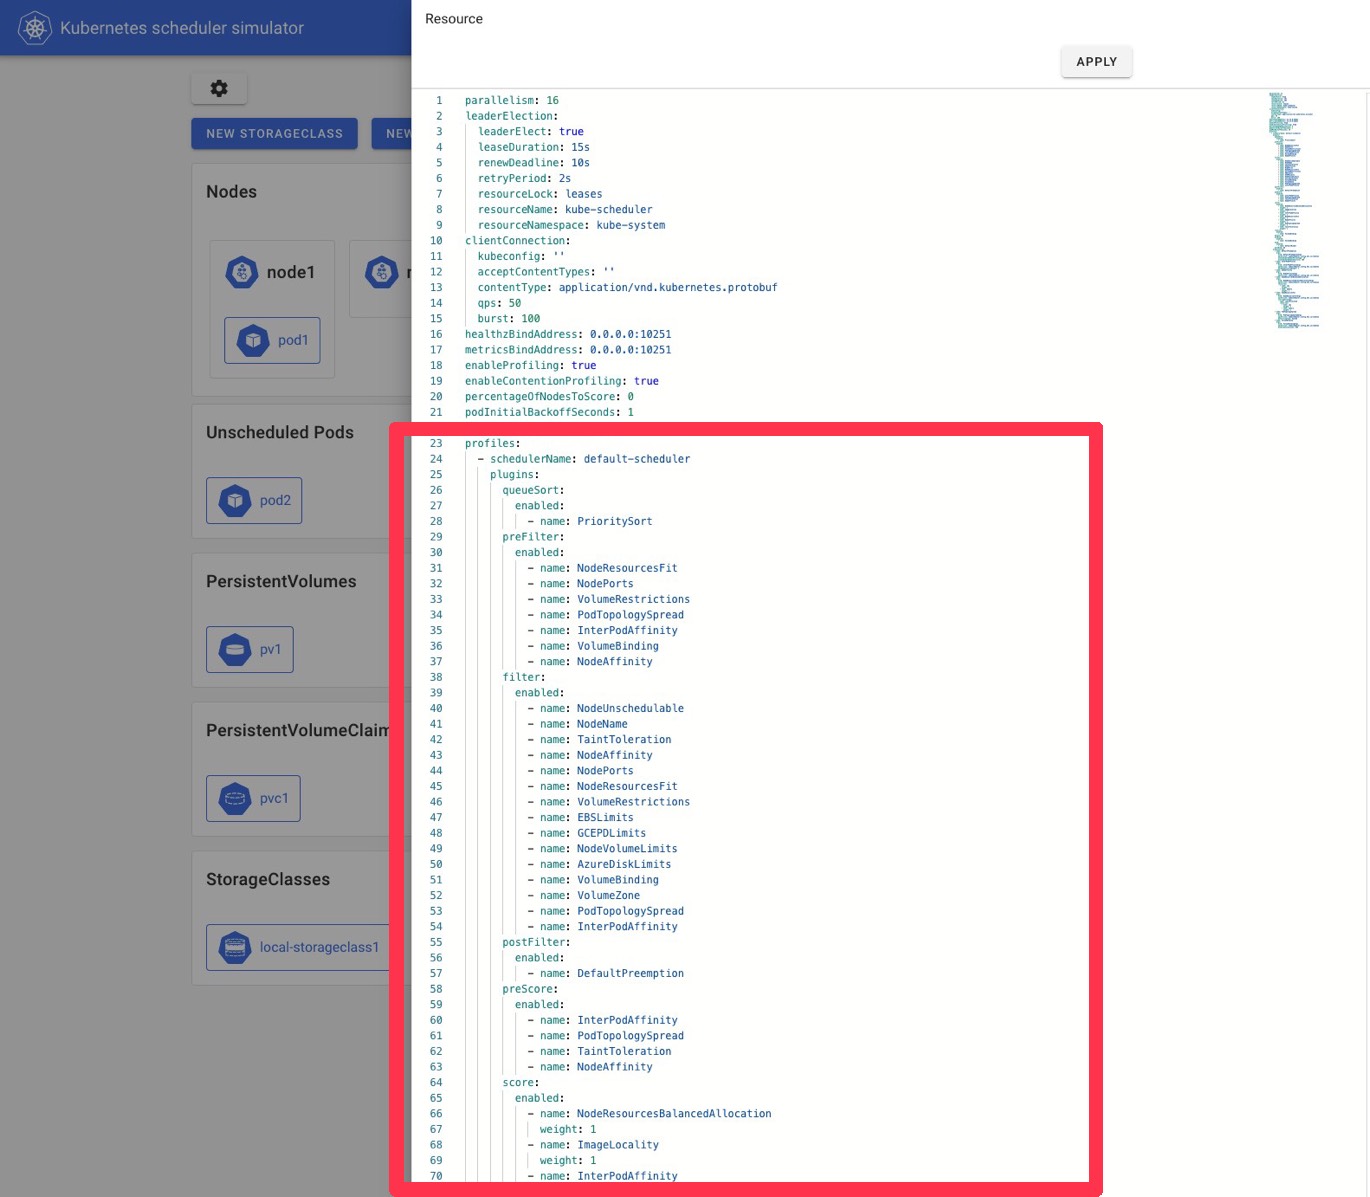 Kubernetes scheduler simulator
Resource
APPLY
NEW STORAGECLASS
NEW
Nodes
node1
pod1
Unscheduled Pods
pod2
PersistentVolumes
pv1
PersistentVolumeClaim
pvc1
StorageClasses
local-storageclass1
1 parallelism: 16
2 leaderElection:
3 leaderElect: true
4 leaseDuration: 15s
5 renewDeadline: 10s
6 retryPeriod: 2s
7 resourceLock: leases
8 resourceName: kube-scheduler
9 resourceNamespace: kube-system
10 clientConnection:
11 kubeconfig: ''
12 acceptContentTypes: ''
13 contentType: application/vnd.kubernetes.protobuf
14 qps: 50
15 burst: 100
16 healthzBindAddress: 0.0.0.0:10251
17 metricsBindAddress: 0.0.0.0:10251
18 enableProfiling: true
19 enableContentionProfiling: true
20 percentageOfNodesToScore: 0
21 podInitialBackoffSeconds: 1
23 profiles:
24 - schedulerName: default-scheduler
25 plugins:
26 queueSort:
27 enabled:
28 - name: PrioritySort
29 preFilter:
30 enabled:
31 - name: NodeResourcesFit
32 - name: NodePorts
33 - name: VolumeRestrictions
34 - name: PodTopologySpread
35 - name: InterPodAffinity
36 - name: VolumeBinding
37 - name: NodeAffinity
38 filter:
39 enabled:
40 - name: NodeUnschedulable
41 - name: NodeName
42 - name: TaintToleration
43 - name: NodeAffinity
44 - name: NodePorts
45 - name: NodeResourcesFit
46 - name: VolumeRestrictions
47 - name: EBSLimits
48 - name: GCEPDLimits
49 - name: NodeVolumeLimits
50 - name: AzureDiskLimits
51 - name: VolumeBinding
52 - name: VolumeZone
53 - name: PodTopologySpread
54 - name: InterPodAffinity
55 postFilter:
56 enabled:
57 - name: DefaultPreemption
58 preScore:
59 enabled:
60 - name: InterPodAffinity
61 - name: PodTopologySpread
62 - name: TaintToleration
63 - name: NodeAffinity
64 score:
65 enabled:
66 - name: NodeResourcesBalancedAllocation
67 weight: 1
68 - name: ImageLocality
69 weight: 1
70 - name: InterPodAffinity